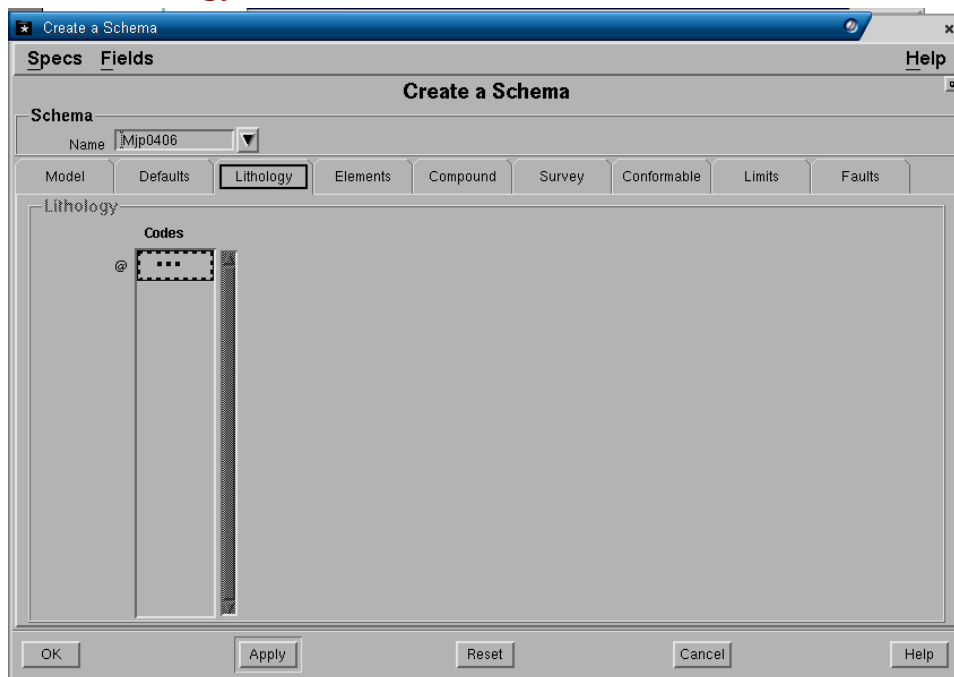 Create a Schema
Specs Fields Help
Create a Schema
Schema
Name Mjp0406
Model Defaults Lithology Elements Compound Survey Conformable Limits Faults
Lithology
Codes
@ ...
OK Apply Reset Cancel Help